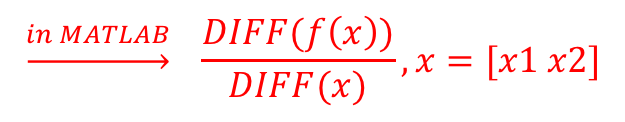 in MATLAB
DIFF(f(x))
DIFF(x)
, x = [x1 x2]